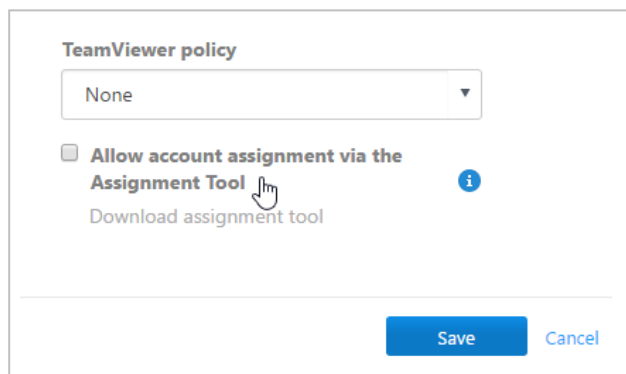 TeamViewer policy
None
Allow account assignment via the
Assignment Tool
Download assignment tool
Save
Cancel